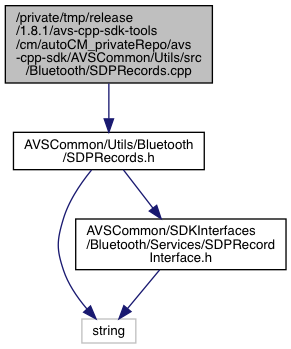 /private/tmp/release
/1.8.1/avs-cpp-sdk-tools
/cm/autoCM_privateRepo/avs
-cpp-sdk/AVSCommon/Utils/src
/Bluetooth/SDPRecords.cpp
AVSCommon/Utils/Bluetooth
/SDPRecords.h
AVSCommon/SDKInterfaces
/Bluetooth/Services/SDPRecord
Interface.h
string